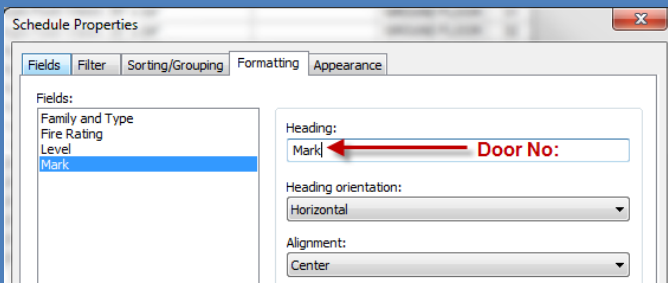 Schedule Properties
Fields Filter Sorting/Grouping Formatting Appearance
Fields:
Family and Type
Fire Rating
Level
Mark
Heading:
Mark Door No:
Heading orientation:
Horizontal
Alignment:
Center